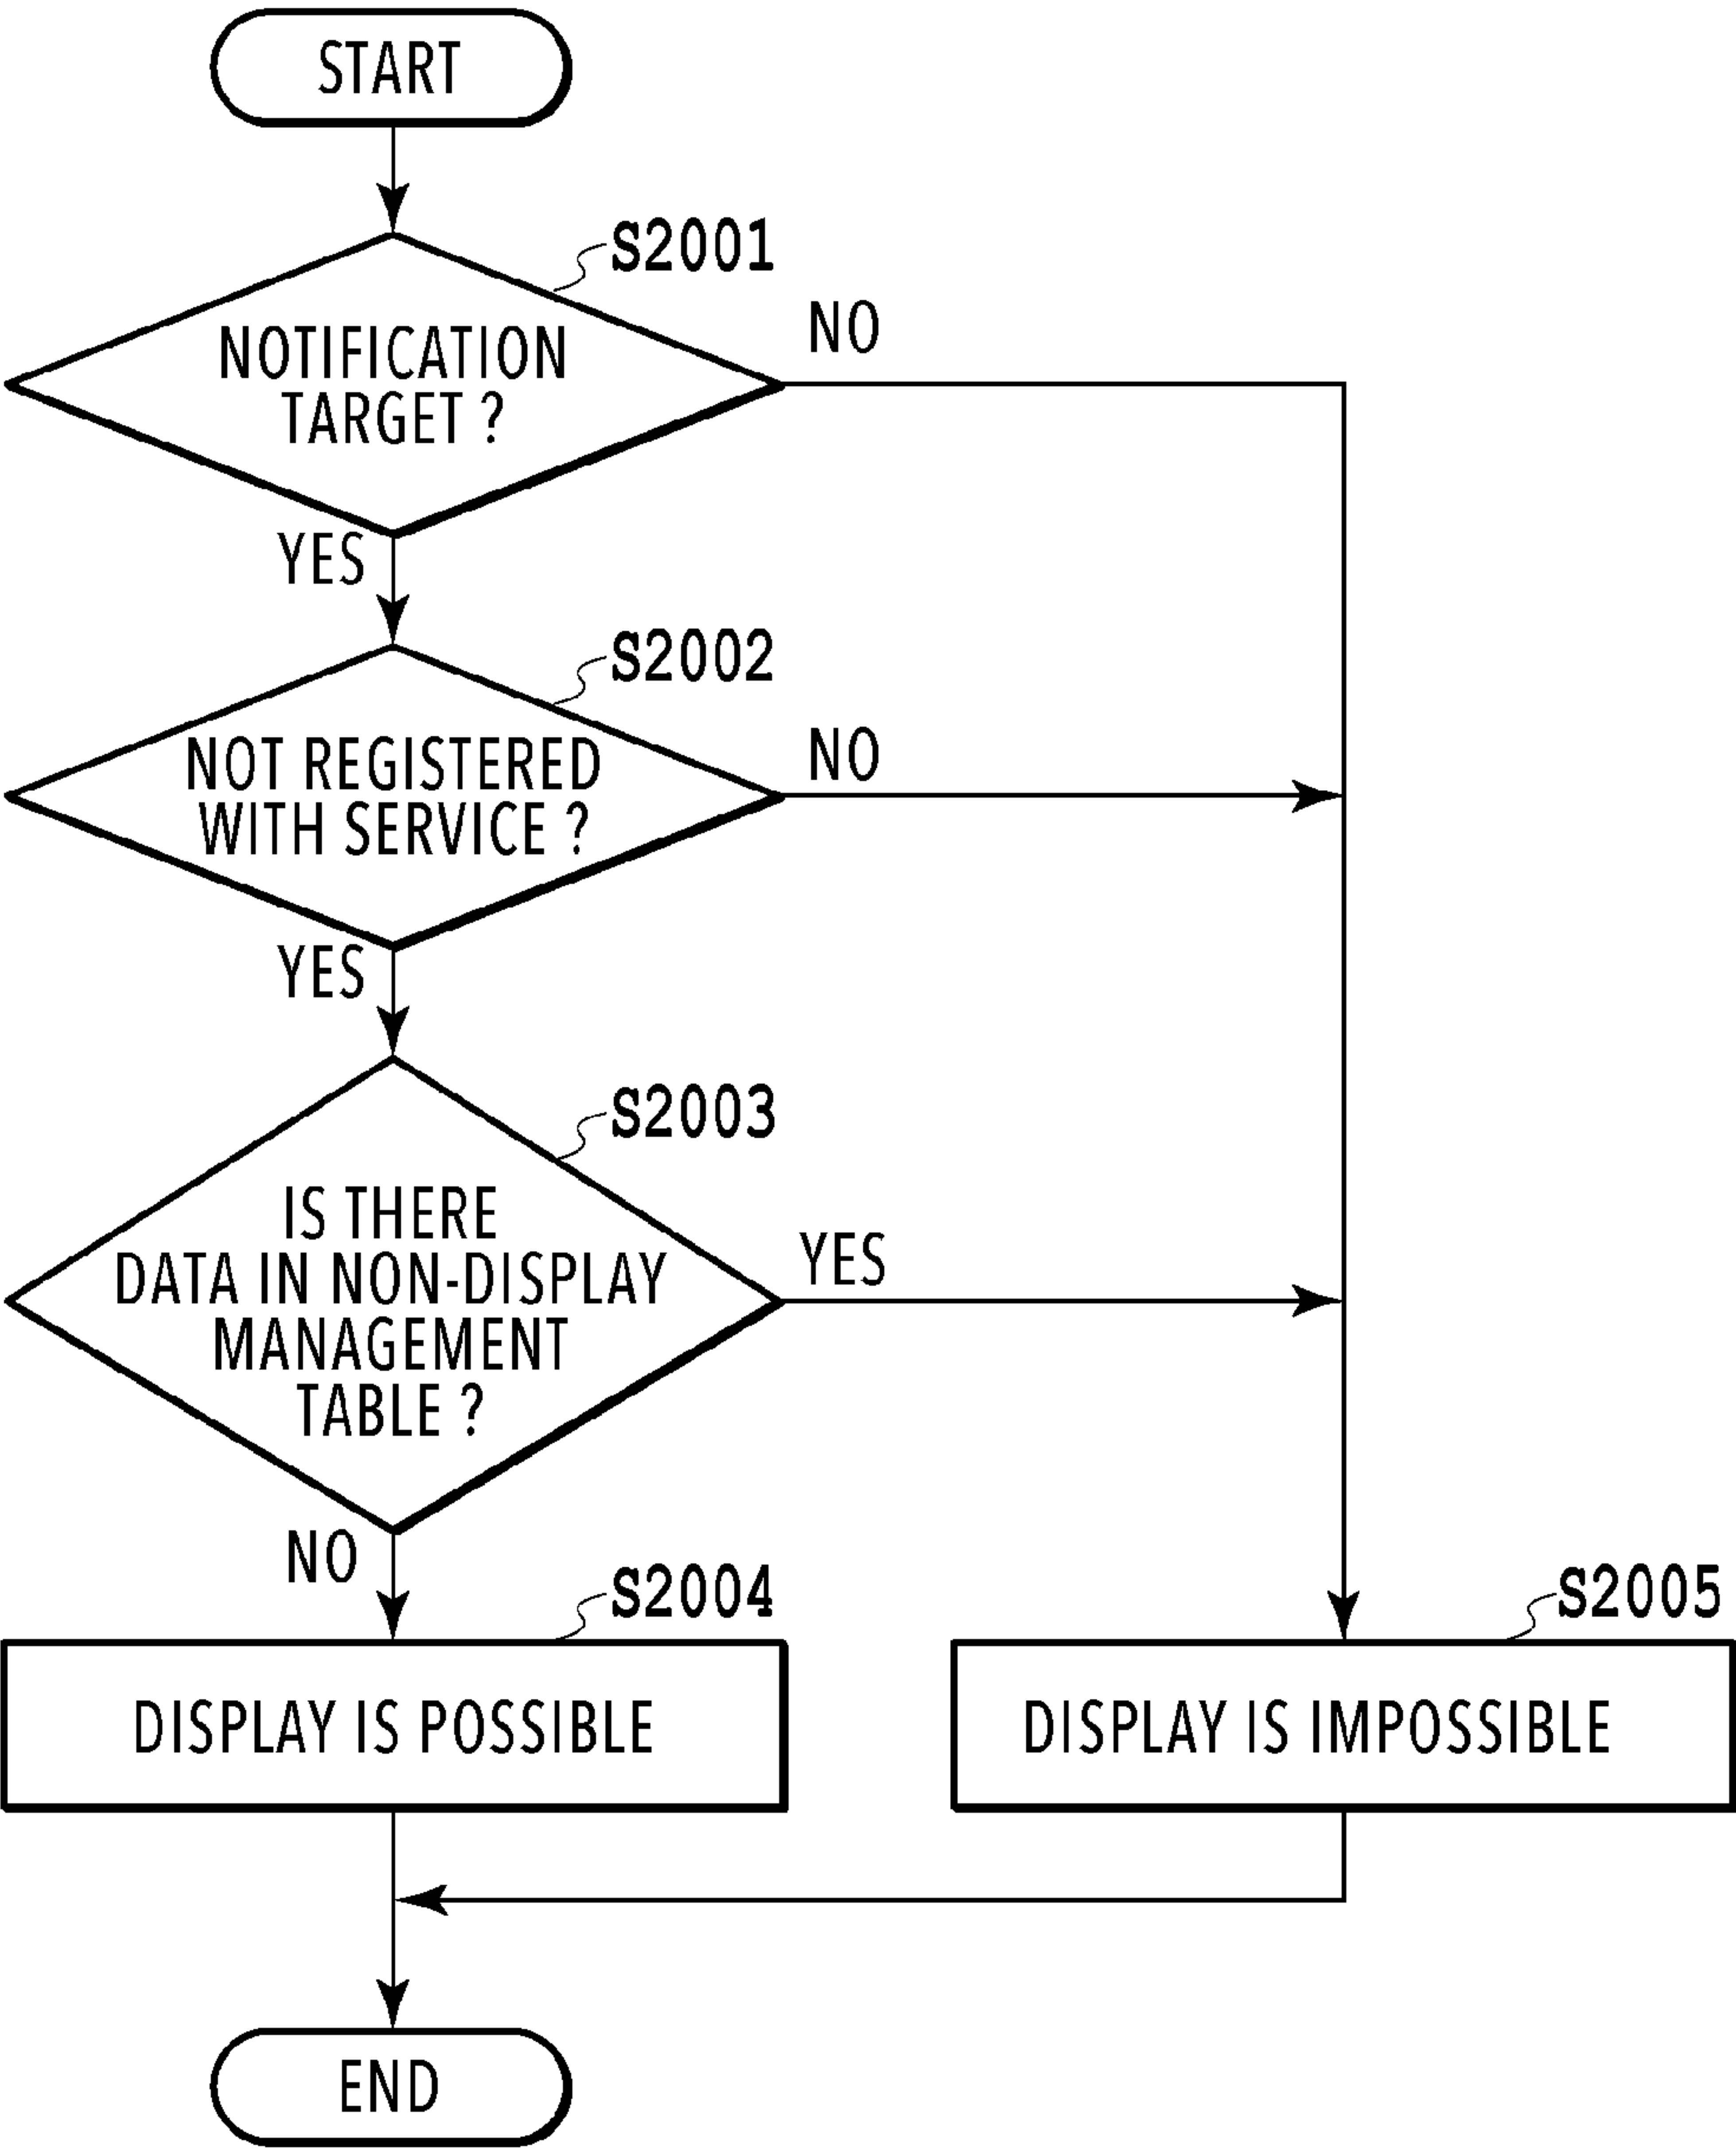 START
S2001
NOTIFICATION
TARGET ?
NO
YES
S2002
NOT REGISTERED
WITH SERVICE ?
NO
YES
S2003
IS THERE
DATA IN NON-DISPLAY
MANAGEMENT
TABLE ?
YES
NO
S2004
DISPLAY IS POSSIBLE
S2005
DISPLAY IS IMPOSSIBLE
END